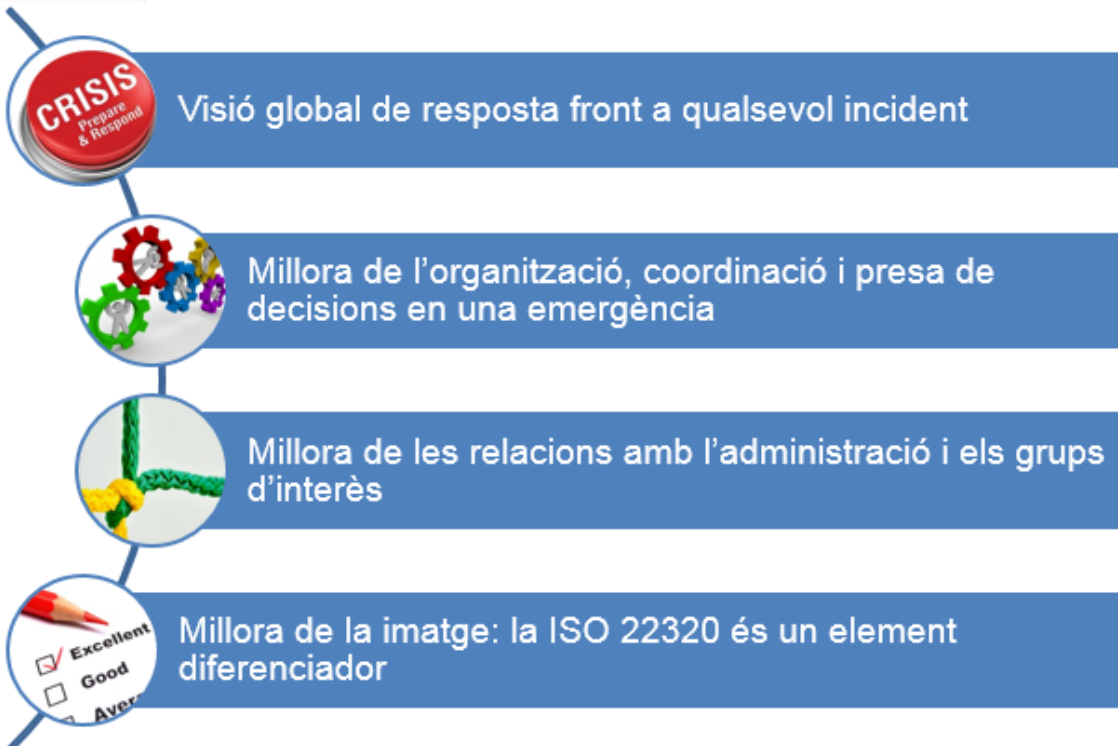 CRISIS
Prepare
& Respond
Visió global de resposta front a qualsevol incident
Millora de l’organització, coordinació i presa de
decisions en una emergència
Millora de les relacions amb l’administració i els grups
d’interès
Excellent
Good
Millora de la imatge: la ISO 22320 és un element
diferenciador